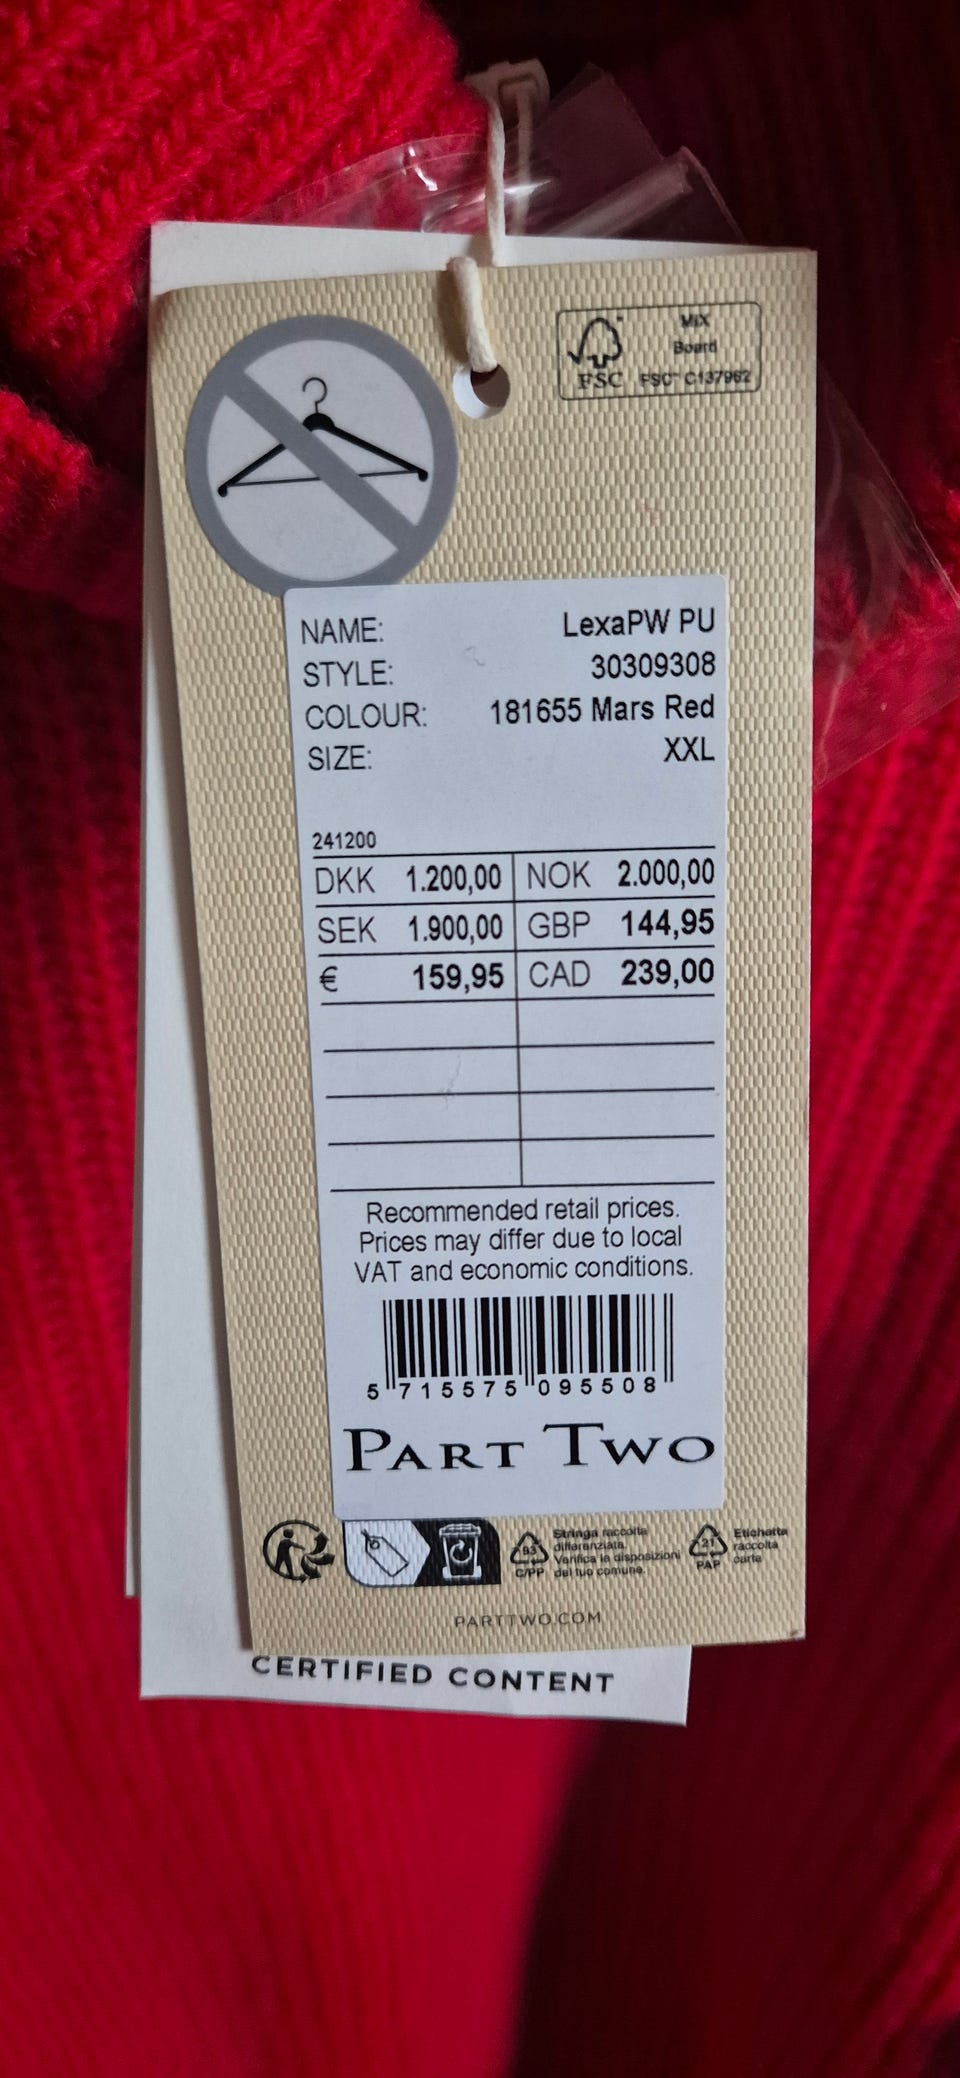 MIX
Board
FSC FSC™ C137962
NAME: LexaPW PU
STYLE: 30309308
COLOUR: 181655 Mars Red
SIZE: XXL
241200
DKK 1.200,00 NOK 2.000,00
SEK 1.900,00 GBP 144,95
€ 159,95 CAD 239,00
Recommended retail prices.
Prices may differ due to local
VAT and economic conditions.
5 715575 095508
PART TWO
93 C/PP
Stringa raccolta
differenziata.
Verifica le disposizioni
del tuo comune.
21 PAP
Etichetta
raccolta
carta
PARTTWO.COM
CERTIFIED CONTENT